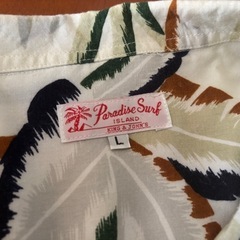 Paradise Surf
ISLAND
KING & JOHN'S
L